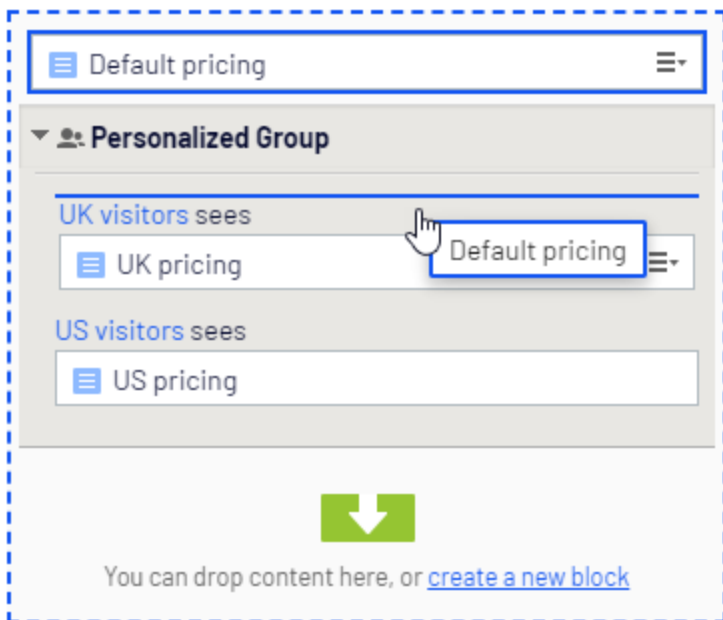 Default pricing
Personalized Group
UK visitors sees
Default pricing
UK pricing
US visitors sees
US pricing
You can drop content here, or create a new block